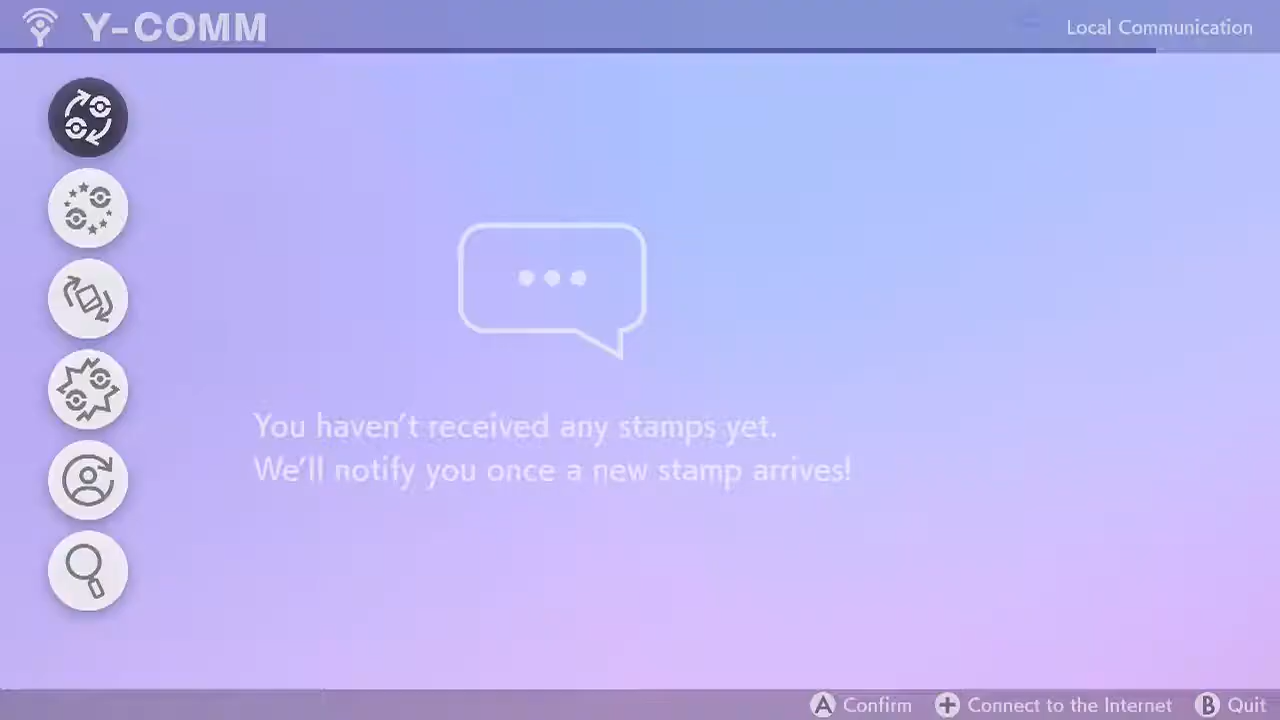 Y-COMM
Local Communication
You haven't received any stamps yet.
We'll notify you once a new stamp arrives!
A Confirm + Connect to the Internet B Quit